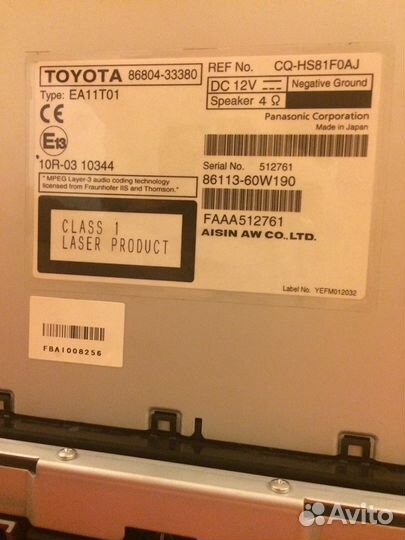 TOYOTA 86804-33380
REF No. CQ-HS81F0AJ
Type: EA11T01
DC 12V Negative Ground
Speaker 4 Ω
CE
Panasonic Corporation
Made in Japan
E13
10R-03 10344
Serial No. 512761
86113-60W190
* MPEG Layer-3 audio coding technology
licensed from Fraunhofer IIS and Thomson.
FAAA512761
AISIN AW CO.,LTD.
CLASS 1
LASER PRODUCT
Label No. YEFM012032
FBA1008256
Avito